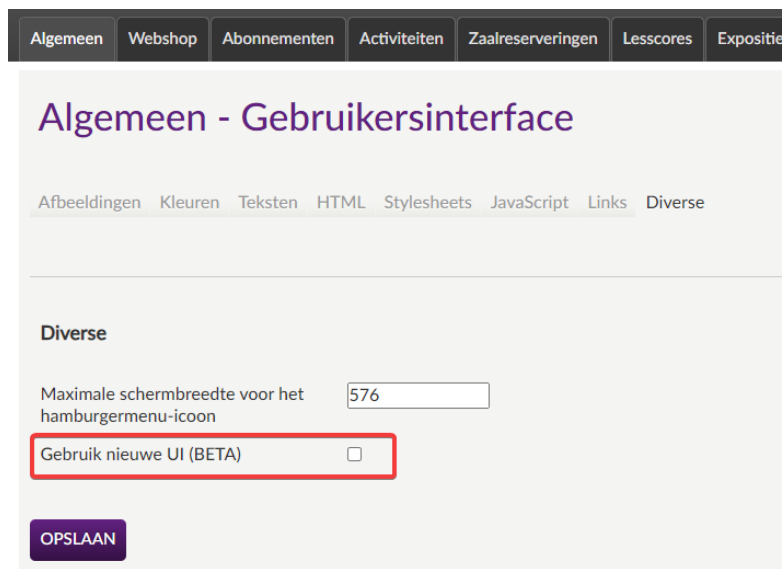 Algemeen Webshop Abonnementen Activiteiten Zaalreserveringen Lesscores
Algemeen - Gebruikersinterface
Afbeeldingen Kleuren Teksten HTML Stylesheets JavaScript Links Diverse
Diverse
Maximale schermbreedte voor het 576
hamburgermenu-icoon
Gebruik nieuwe UI (BETA)
OPSLAAN